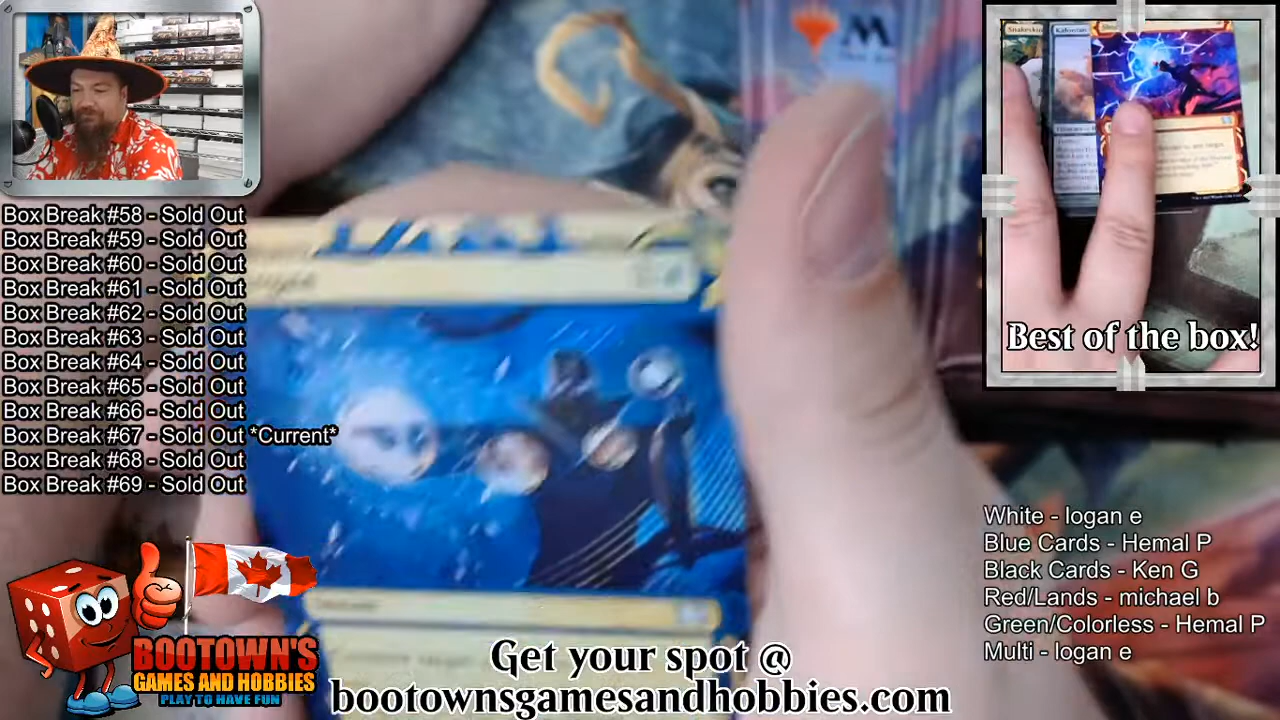 Box Break #58 - Sold Out
Box Break #59 - Sold Out
Box Break #60 - Sold Out
Box Break #61 - Sold Out
Box Break #62 - Sold Out
Box Break #63 - Sold Out
Box Break #64 - Sold Out
Box Break #65 - Sold Out
Box Break #66 - Sold Out
Box Break #67 - Sold Out *Current*
Box Break #68 - Sold Out
Box Break #69 - Sold Out
BOOTOWN'S
GAMES AND HOBBIES
PLAY TO HAVE FUN
M
Best of the box!
White - logan e
Blue Cards - Hemal P
Black Cards - Ken G
Red/Lands - michael b
Green/Colorless - Hemal P
Multi - logan e
Get your spot @
bootownsgamesandhobbies.com